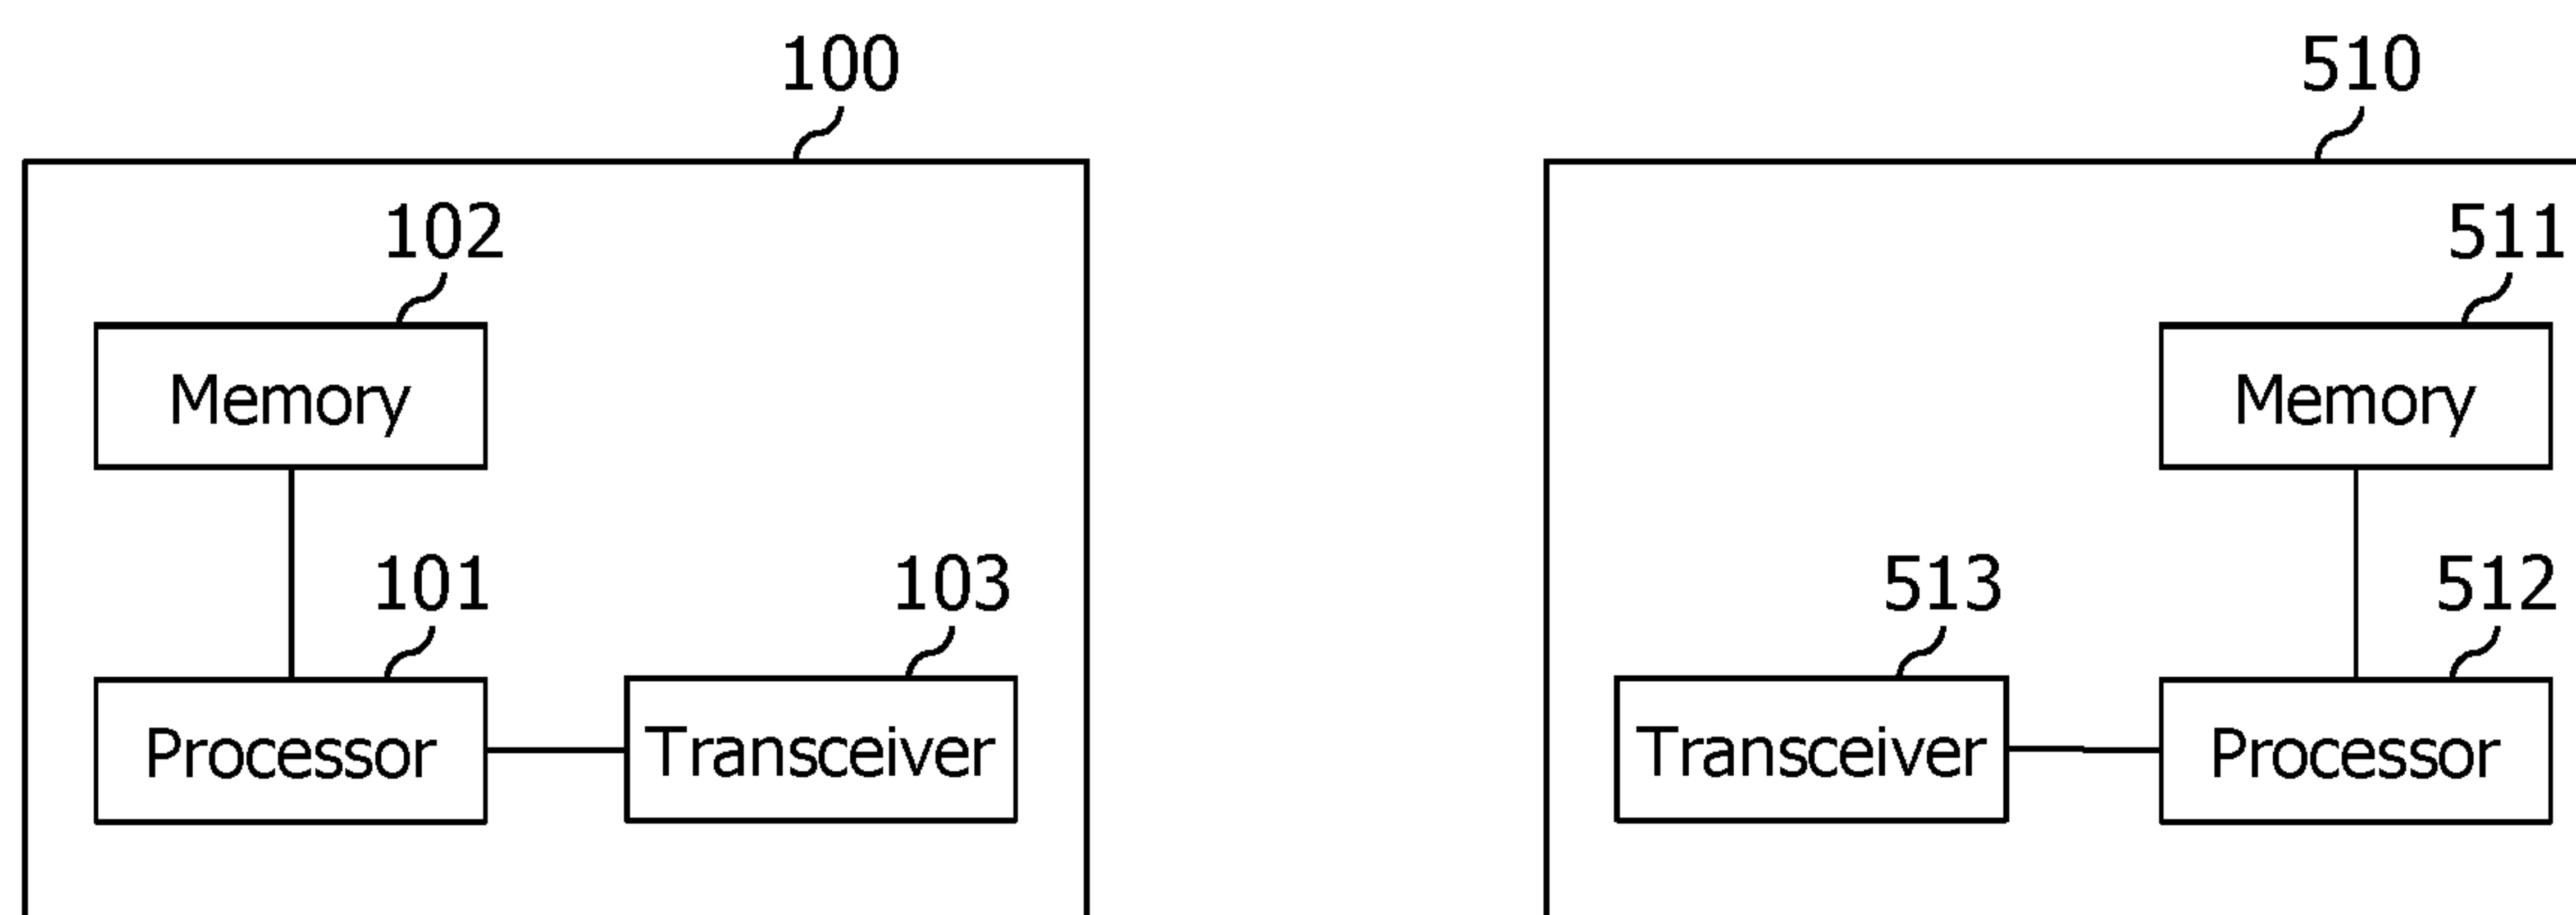 100
510
102
511
Memory
Memory
101
103
513
512
Processor
Transceiver
Transceiver
Processor